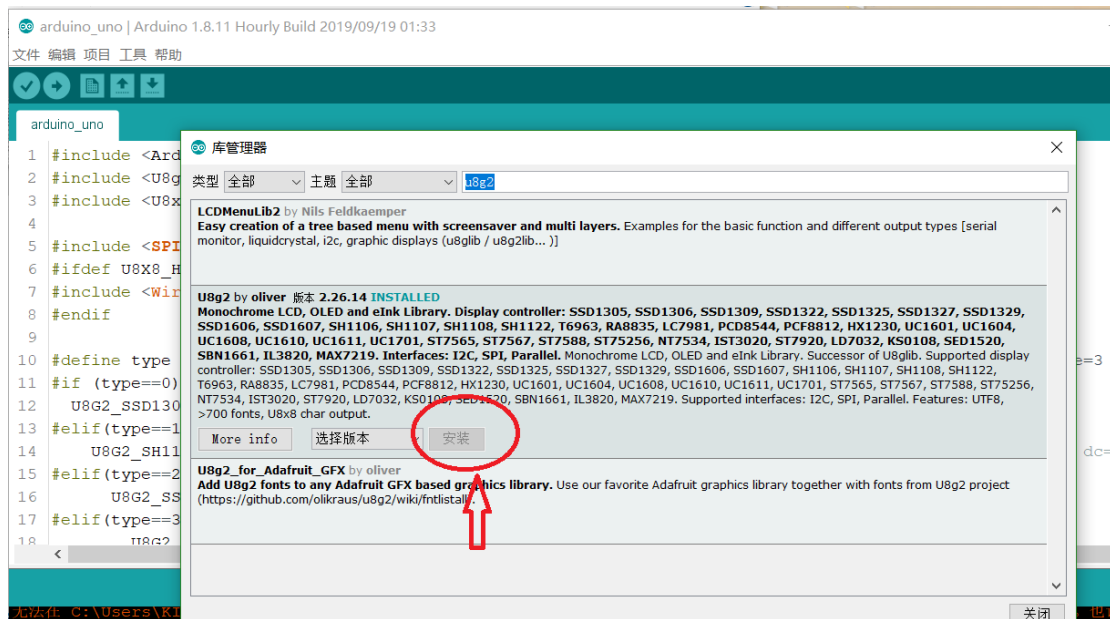 arduino_uno | Arduino 1.8.11 Hourly Build 2019/09/19 01:33
文件 编辑 项目 工具 帮助
arduino_uno
库管理器
类型 全部 主题 全部 u8g2
1 #include <Ard
2 #include <U8g
3 #include <U8x
4
5 #include <SPI
6 #ifdef U8X8_H
7 #include <Wir
8 #endif
9
10 #define type
11 #if (type==0)
12 U8G2_SSD130
13 #elif(type==1
14 U8G2_SH11
15 #elif(type==2
16 U8G2_SS
17 #elif(type==3
18 U8G2
LCDMenuLib2 by Nils Feldkaemper
Easy creation of a tree based menu with screensaver and multi layers. Examples for the basic function and different output types [serial
monitor, liquidcrystal, i2c, graphic displays (u8glib / u8g2lib... )]
U8g2 by oliver 版本 2.26.14 INSTALLED
Monochrome LCD, OLED and eInk Library. Display controller: SSD1305, SSD1306, SSD1309, SSD1322, SSD1325, SSD1327, SSD1329,
SSD1606, SSD1607, SH1106, SH1107, SH1108, SH1122, T6963, RA8835, LC7981, PCD8544, PCF8812, HX1230, UC1601, UC1604,
UC1608, UC1610, UC1611, UC1701, ST7565, ST7567, ST7588, ST75256, NT7534, IST3020, ST7920, LD7032, KS0108, SED1520,
SBN1661, IL3820, MAX7219. Interfaces: I2C, SPI, Parallel. Monochrome LCD, OLED and eInk Library. Successor of U8glib. Supported display
controller: SSD1305, SSD1306, SSD1309, SSD1322, SSD1325, SSD1327, SSD1329, SSD1606, SSD1607, SH1106, SH1107, SH1108, SH1122,
T6963, RA8835, LC7981, PCD8544, PCF8812, HX1230, UC1601, UC1604, UC1608, UC1610, UC1611, UC1701, ST7565, ST7567, ST7588, ST75256,
NT7534, IST3020, ST7920, LD7032, KS0108, SED1520, SBN1661, IL3820, MAX7219. Supported interfaces: I2C, SPI, Parallel. Features: UTF8,
>700 fonts, U8x8 char output.
More info 选择版本 安装
U8g2_for_Adafruit_GFX by oliver
Add U8g2 fonts to any Adafruit GFX based graphics library. Use our favorite Adafruit graphics library together with fonts from U8g2 project
(https://github.com/olikraus/u8g2/wiki/fntlistall).
e=3
dc=
关闭
无法在 C:\Users\KI
也